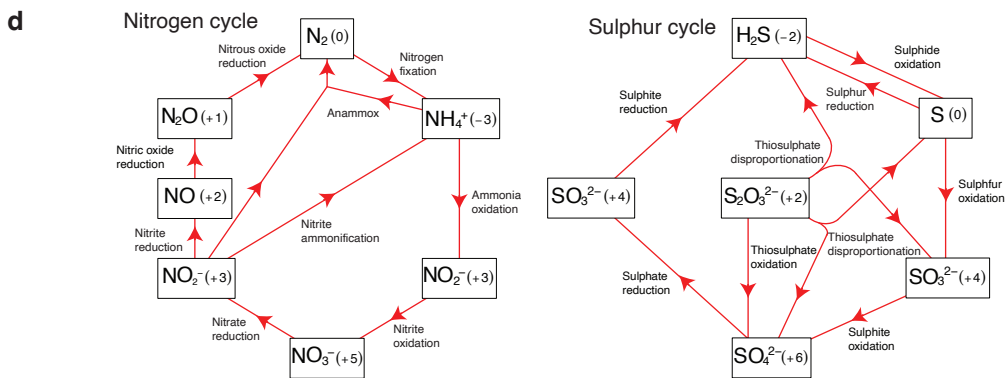 d
Nitrogen cycle
N₂ (0)
Nitrous oxide
reduction
Nitrogen
fixation
N₂O (+1)
Anammox
NH₄⁺ (−3)
Nitric oxide
reduction
NO (+2)
Ammonia
oxidation
Nitrite
reduction
Nitrite
ammonification
NO₂⁻ (+3)
NO₂⁻ (+3)
Nitrate
reduction
Nitrite
oxidation
NO₃⁻ (+5)
Sulphur cycle
H₂S (−2)
Sulphide
oxidation
Sulphite
reduction
Sulphur
reduction
S (0)
Thiosulphate
disproportionation
SO₃²⁻ (+4)
S₂O₃²⁻ (+2)
Sulphfur
oxidation
Thiosulphate
oxidation
Thiosulphate
disproportionation
Sulphate
reduction
SO₃²⁻ (+4)
Sulphite
oxidation
SO₄²⁻ (+6)